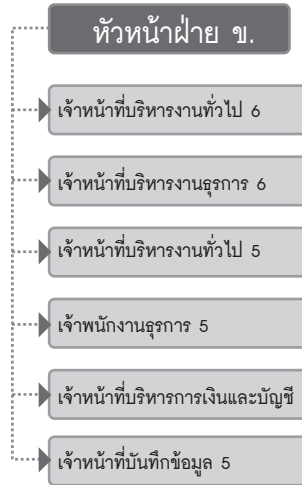 หัวหน้าฝ่าย ข.
เจ้าหน้าที่บริหารงานทั่วไป 6
เจ้าหน้าที่บริหารงานธุรการ 6
เจ้าหน้าที่บริหารงานทั่วไป 5
เจ้าพนักงานธุรการ 5
เจ้าหน้าที่บริหารการเงินและบัญชี
เจ้าหน้าที่บันทึกข้อมูล 5